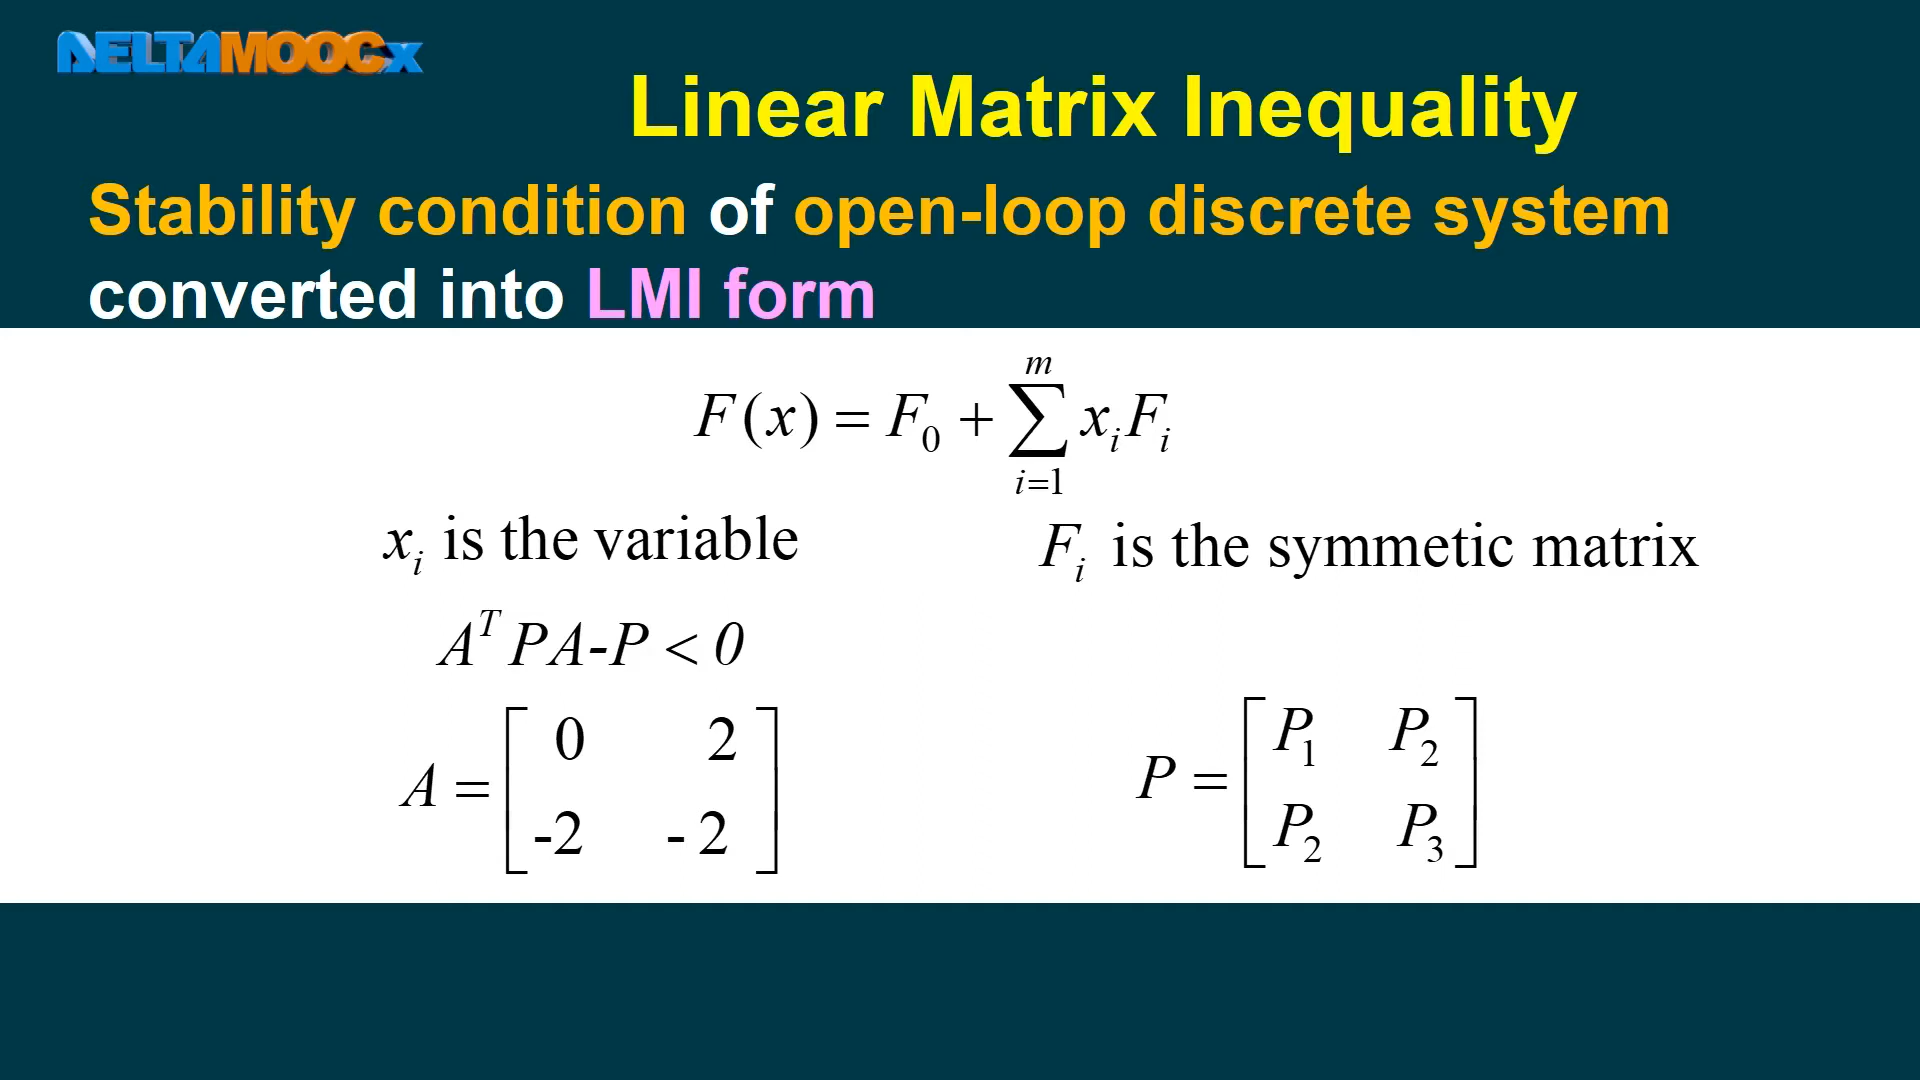 DELTAMOOCx
Linear Matrix Inequality
Stability condition of open-loop discrete system
converted into LMI form
F(x) = F₀ + ∑_{i=1}^{m} xᵢFᵢ
xᵢ is the variable
Fᵢ is the symmetic matrix
Aᵀ PA-P < 0
A = [ 0 2
-2 -2 ]
P = [ P₁ P₂
P₂ P₃ ]